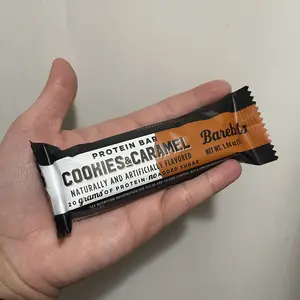 PROTEIN BAR
COOKIES & CARAMEL
NATURALLY AND ARTIFICIALLY FLAVORED
20 grams OF PROTEIN · no ADDED SUGAR
Barebells
NET WT. 1.94 OZ